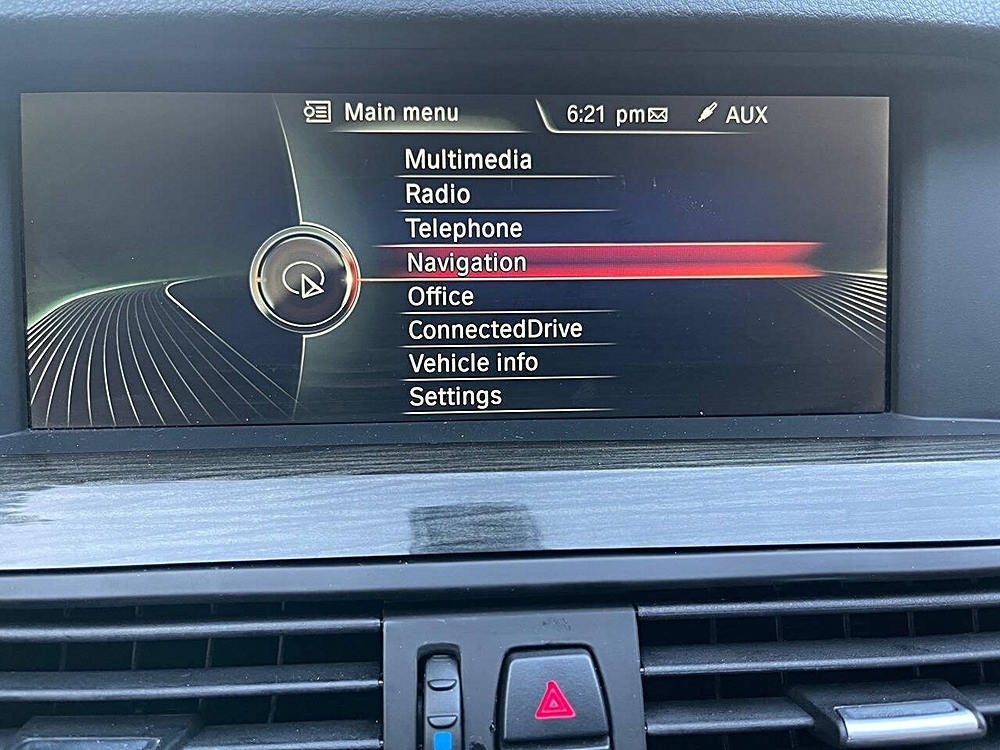 Main menu 6:21 pm AUX
Multimedia
Radio
Telephone
Navigation
Office
ConnectedDrive
Vehicle info
Settings